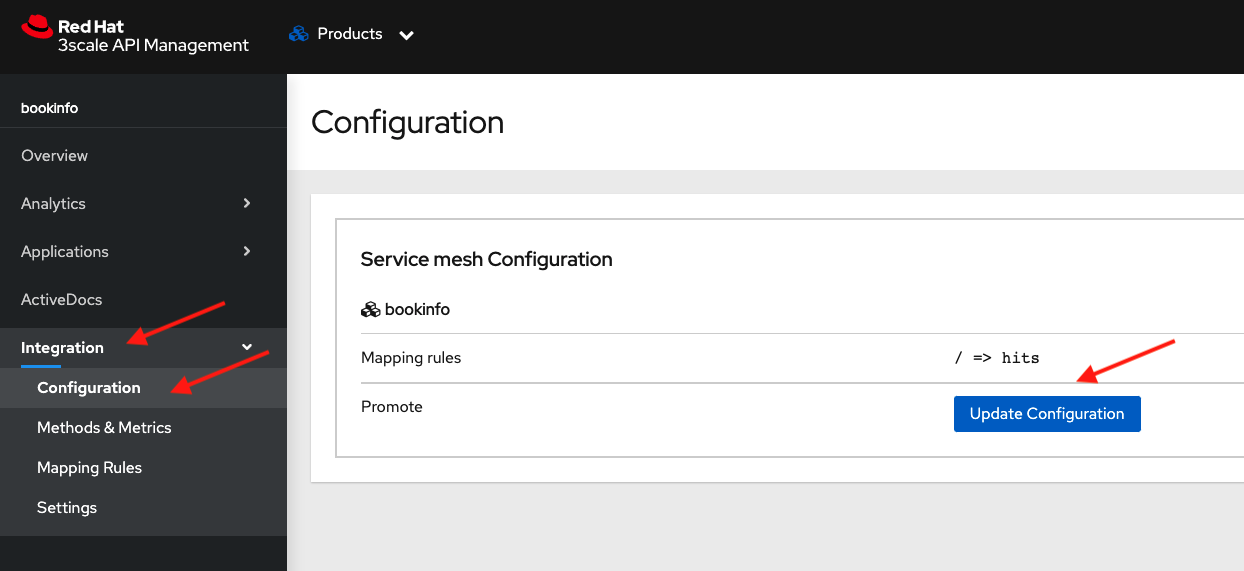 Red Hat
3scale API Management
Products
bookinfo
Overview
Analytics
Applications
ActiveDocs
Integration
Configuration
Methods & Metrics
Mapping Rules
Settings
Configuration
Service mesh Configuration
bookinfo
Mapping rules / => hits
Promote Update Configuration